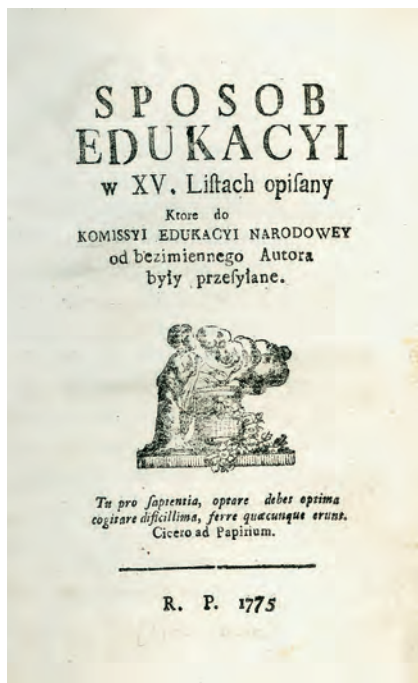 SPOSOB
EDUKACYI
w XV. Liſtach opiſany
Ktore do
KOMISSYI EDUKACYI NARODOWEY
od bezimiennego Autora
były przeſyłane.
Tu pro ſapientia, optare debes optima
cogitare dificillima, ferre quæcunque erunt.
Cicero ad Papirium.
R. P. 1775